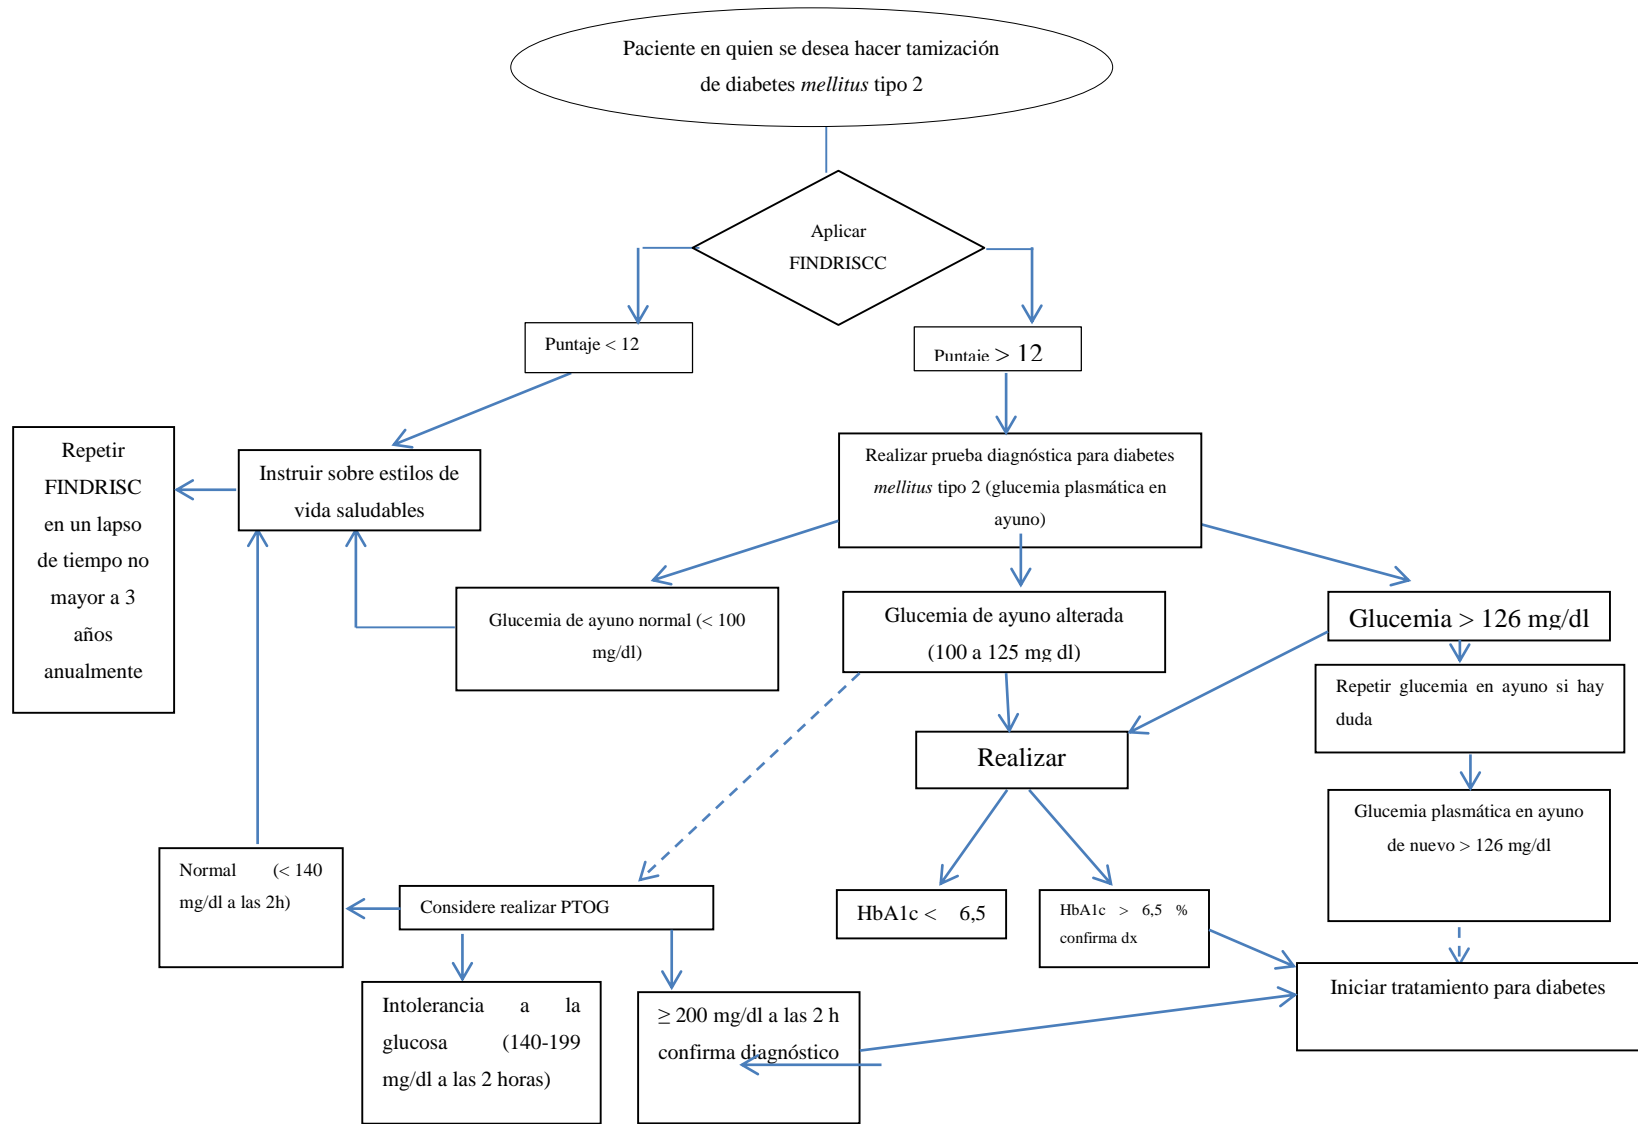 Paciente en quien se desea hacer tamización
de diabetes mellitus tipo 2
Aplicar
FINDRISCC
Puntaje < 12
Puntaje > 12
Repetir
FINDRISC
en un lapso
de tiempo no
mayor a 3
años
anualmente
Instruir sobre estilos de
vida saludables
Realizar prueba diagnóstica para diabetes
mellitus tipo 2 (glucemia plasmática en
ayuno)
Glucemia de ayuno normal (< 100
mg/dl)
Glucemia de ayuno alterada
(100 a 125 mg dl)
Glucemia > 126 mg/dl
Repetir glucemia en ayuno si hay
duda
Realizar
Glucemia plasmática en ayuno
de nuevo > 126 mg/dl
Normal (< 140
mg/dl a las 2h)
Considere realizar PTOG
HbA1c < 6,5
HbA1c > 6,5 %
confirma dx
Intolerancia a la
glucosa (140-199
mg/dl a las 2 horas)
≥ 200 mg/dl a las 2 h
confirma diagnóstico
Iniciar tratamiento para diabetes